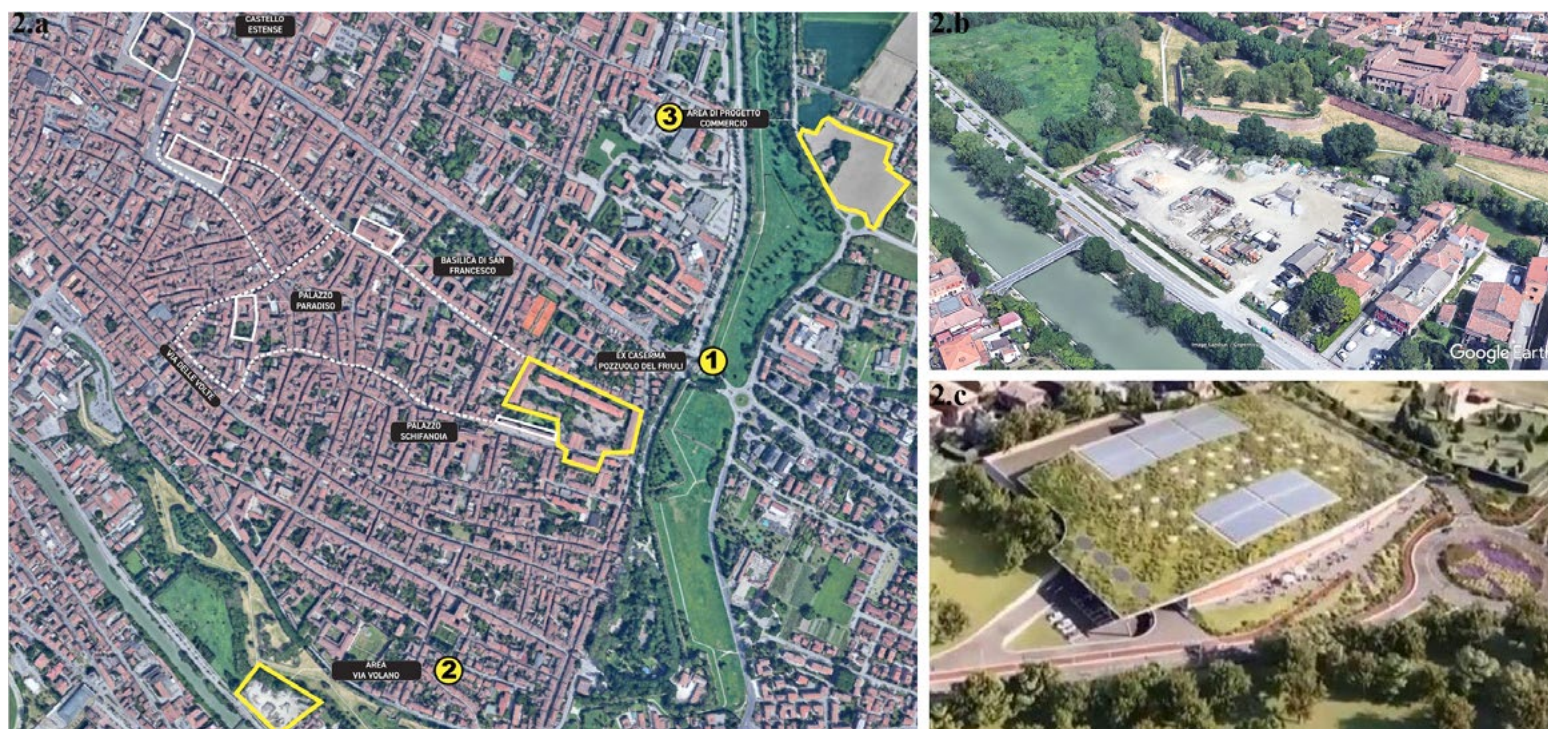 2.a
CASTELLO
ESTENSE
3
AREA DI PROGETTO
COMMERCIO
BASILICA DI SAN
FRANCESCO
PALAZZO
PARADISO
VIA DELLE VOLTE
EX CASERMA
POZZUOLO DEL FRIULI
1
PALAZZO
SCHIFANOIA
AREA
VIA VOLANO
2
2.b
Google Earth
2.c